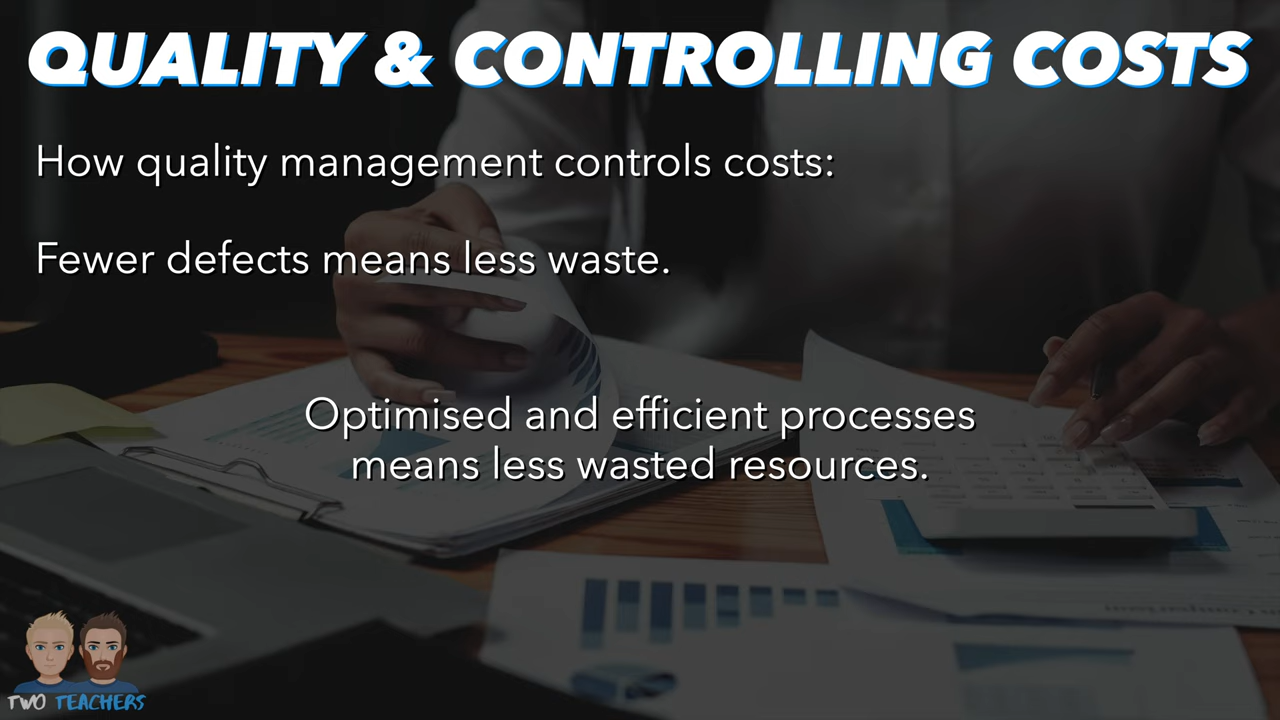 QUALITY & CONTROLLING COSTS
How quality management controls costs:
Fewer defects means less waste.
Optimised and efficient processes
means less wasted resources.
TWO TEACHERS